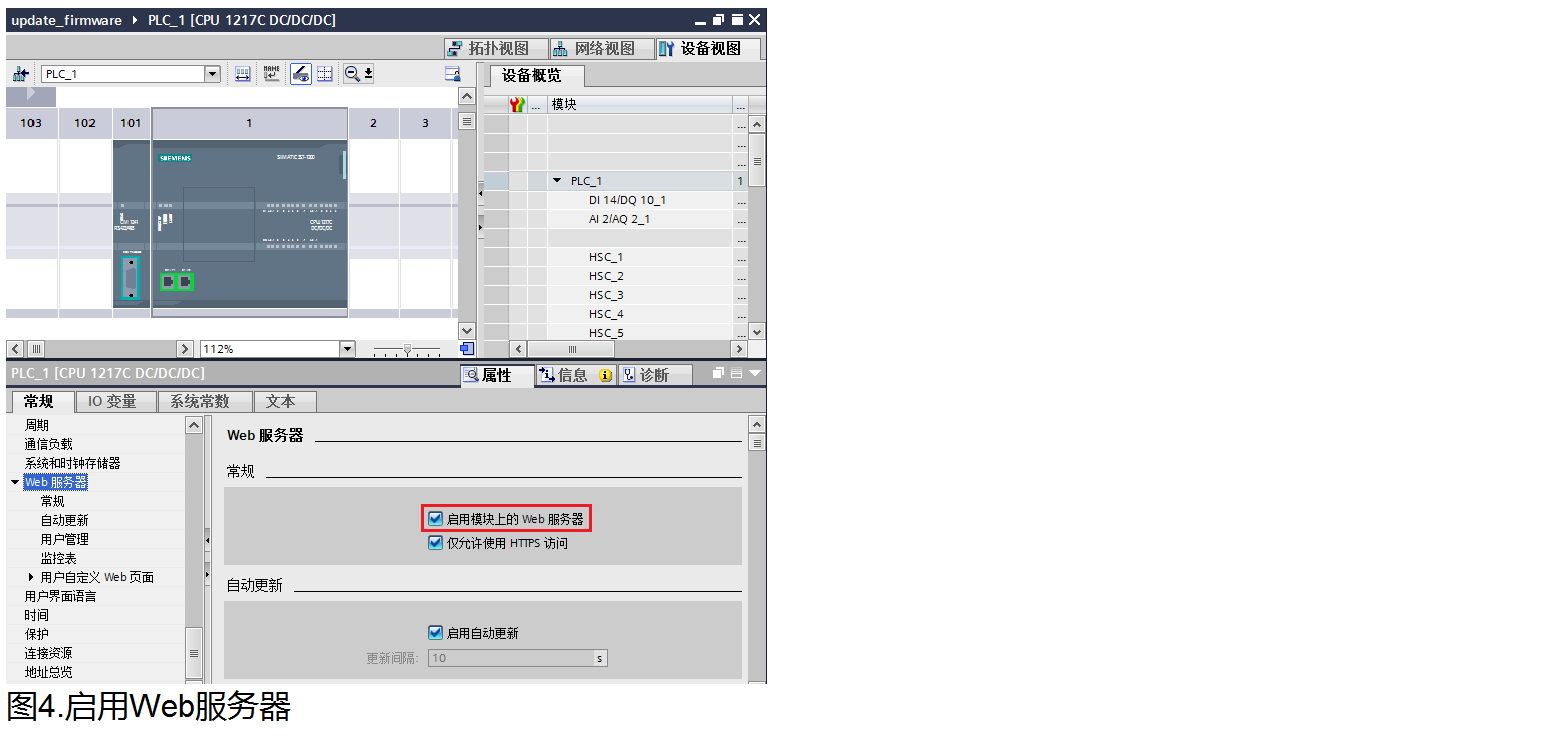 update_firmware PLC_1 [CPU 1217C DC/DC/DC]
拓扑视图 网络视图 设备视图
PLC_1
设备概览
... 模块 ...
103 102 101 1 2 3
SIEMENS SIMATIC S7-1200
PLC_1 1
DI 14/DQ 10_1 ...
AI 2/AQ 2_1 ...
CPU 1217C
DC/DC/DC
HSC_1 ...
HSC_2 ...
HSC_3 ...
HSC_4 ...
HSC_5 ...
112%
PLC_1 [CPU 1217C DC/DC/DC]
属性 信息 诊断
常规 IO 变量 系统常数 文本
周期
通信负载
系统和时钟存储器
Web 服务器
常规
自动更新
用户管理
监控表
用户自定义 Web 页面
用户界面语言
时间
保护
连接资源
地址总览
Web 服务器
常规
启用模块上的 Web 服务器
仅允许使用 HTTPS 访问
自动更新
启用自动更新
更新间隔: 10 s
图4.启用Web服务器